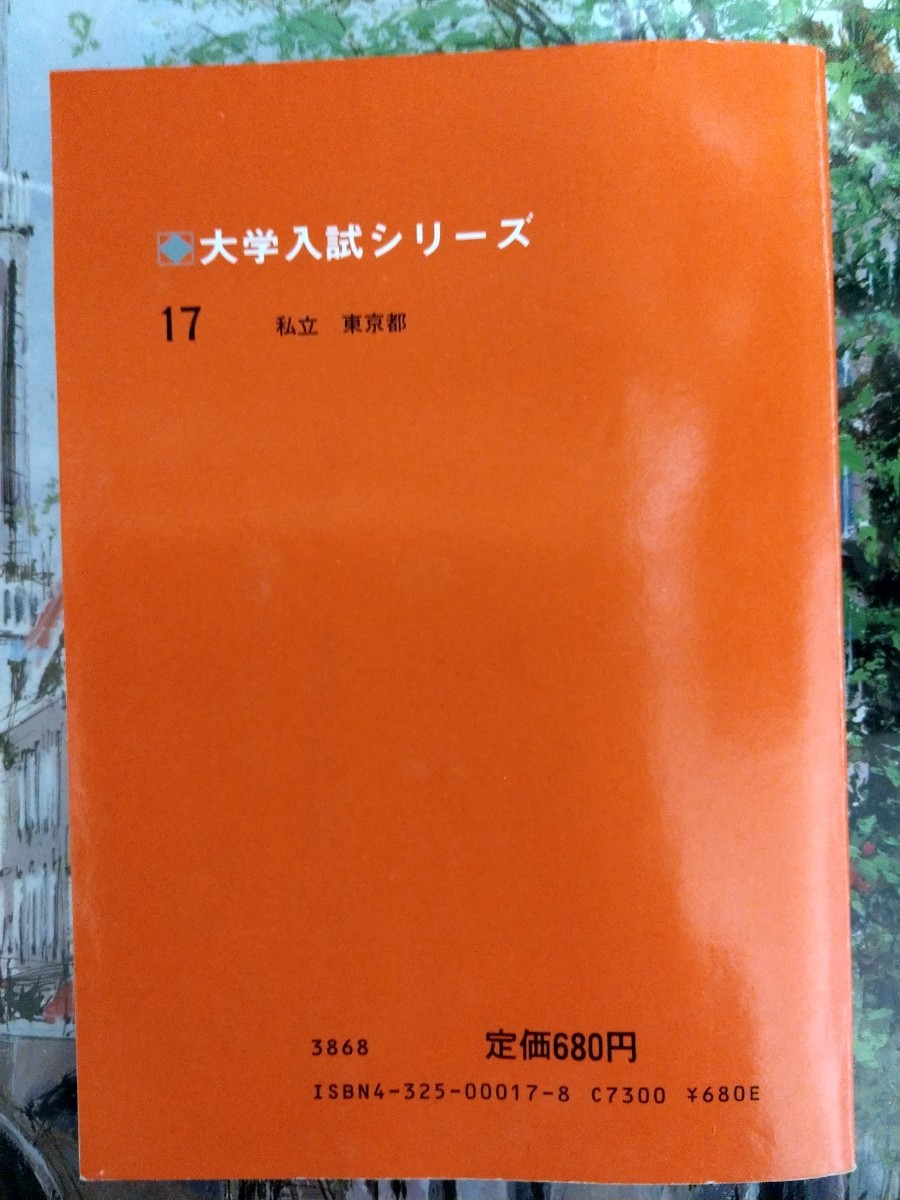 大学入試シリーズ
17 私立 東京都
3868 定価680円
ISBN4-325-00017-8 C7300 ¥680E